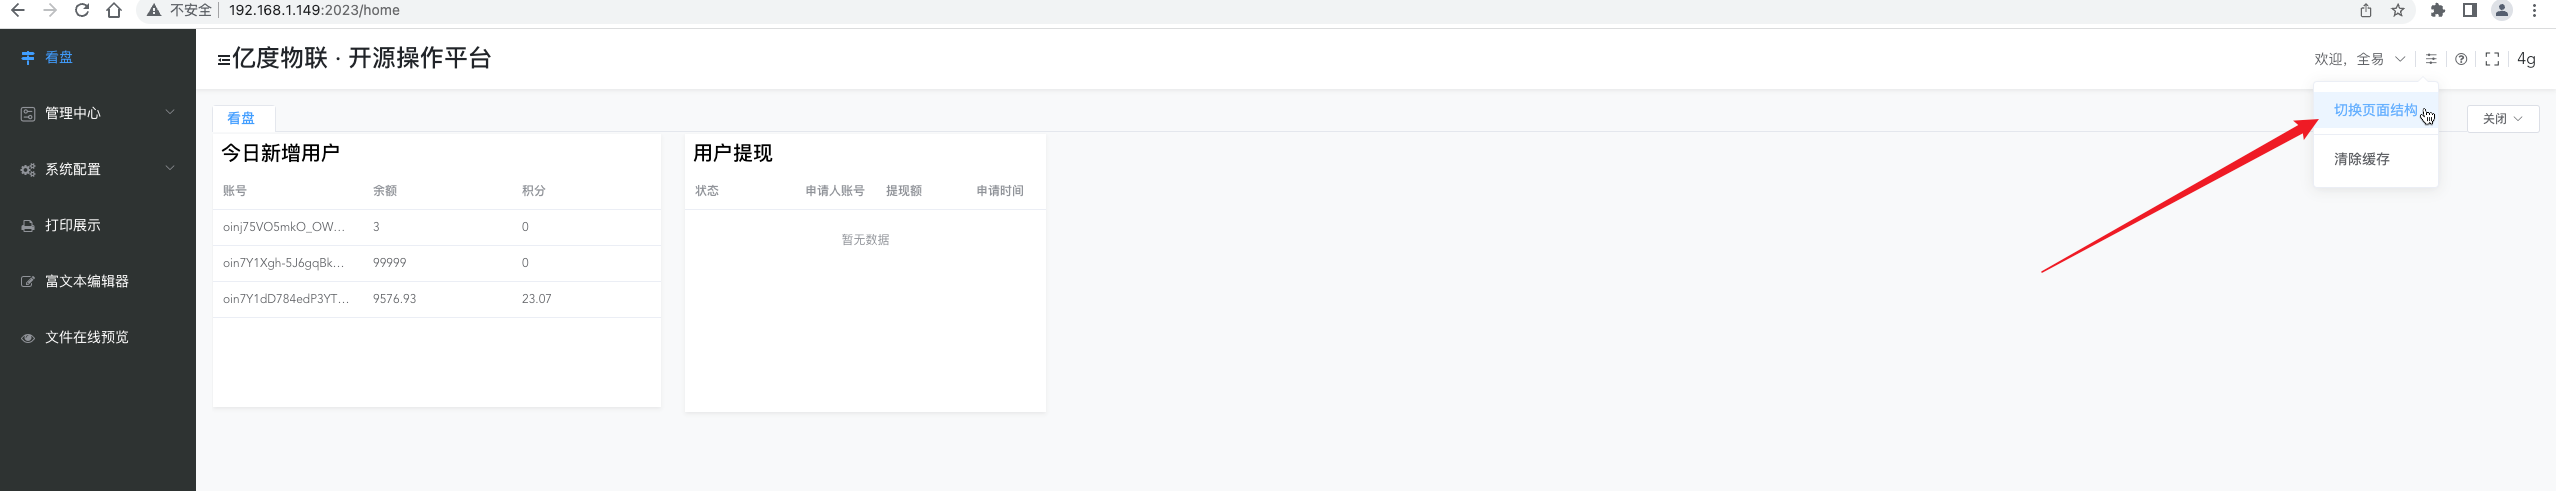 不安全 | 192.168.1.149:2023/home
看盘
管理中心
系统配置
打印展示
富文本编辑器
文件在线预览
亿度物联 · 开源操作平台
欢迎, 全易
4g
切换页面结构
清除缓存
看盘
关闭
今日新增用户
账号 余额 积分
oinj75VO5mkO_OW... 3 0
oin7Y1Xgh-5J6gqBk... 99999 0
oin7Y1dD784edP3YT... 9576.93 23.07
用户提现
状态 申请人账号 提现额 申请时间
暂无数据